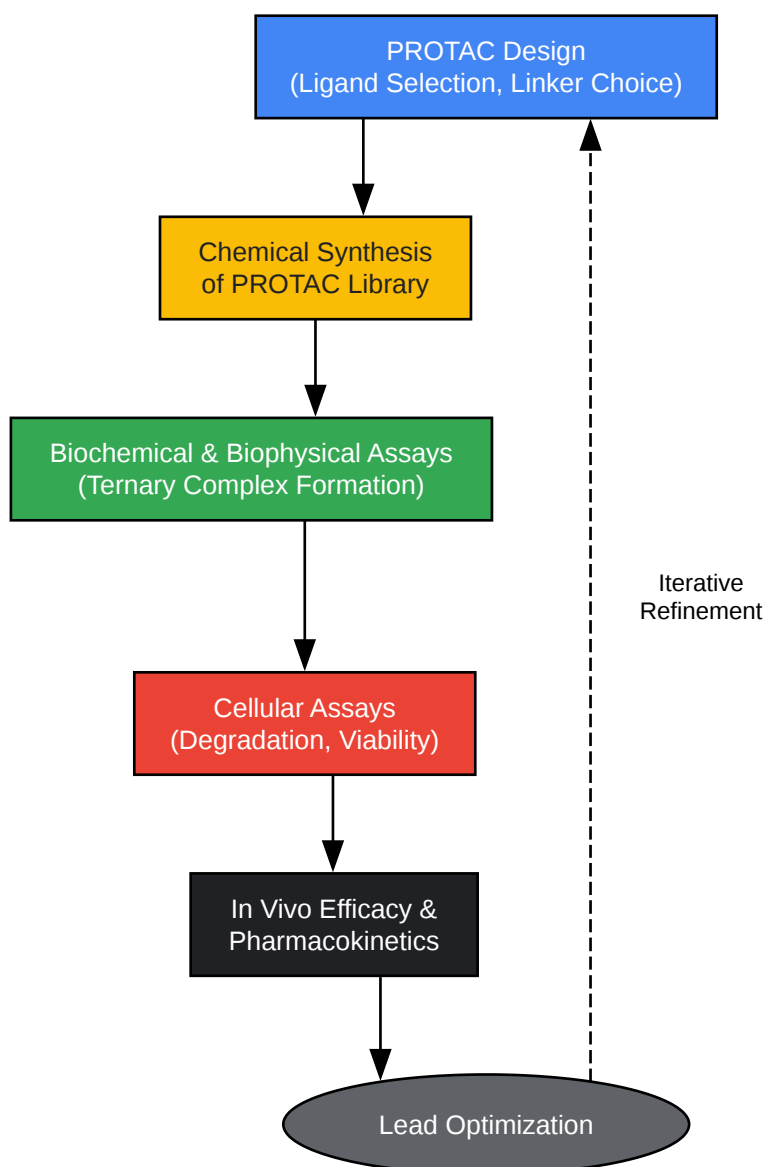 PROTAC Design
(Ligand Selection, Linker Choice)
Chemical Synthesis
of PROTAC Library
Biochemical & Biophysical Assays
(Ternary Complex Formation)
Iterative
Refinement
Cellular Assays
(Degradation, Viability)
In Vivo Efficacy &
Pharmacokinetics
Lead Optimization